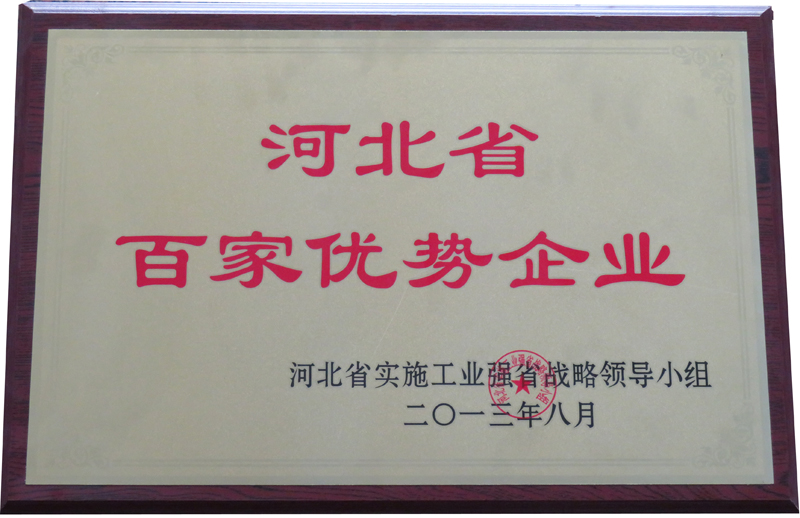 河北省
百家优势企业
河北省实施工业强省战略领导小组
二〇一三年八月